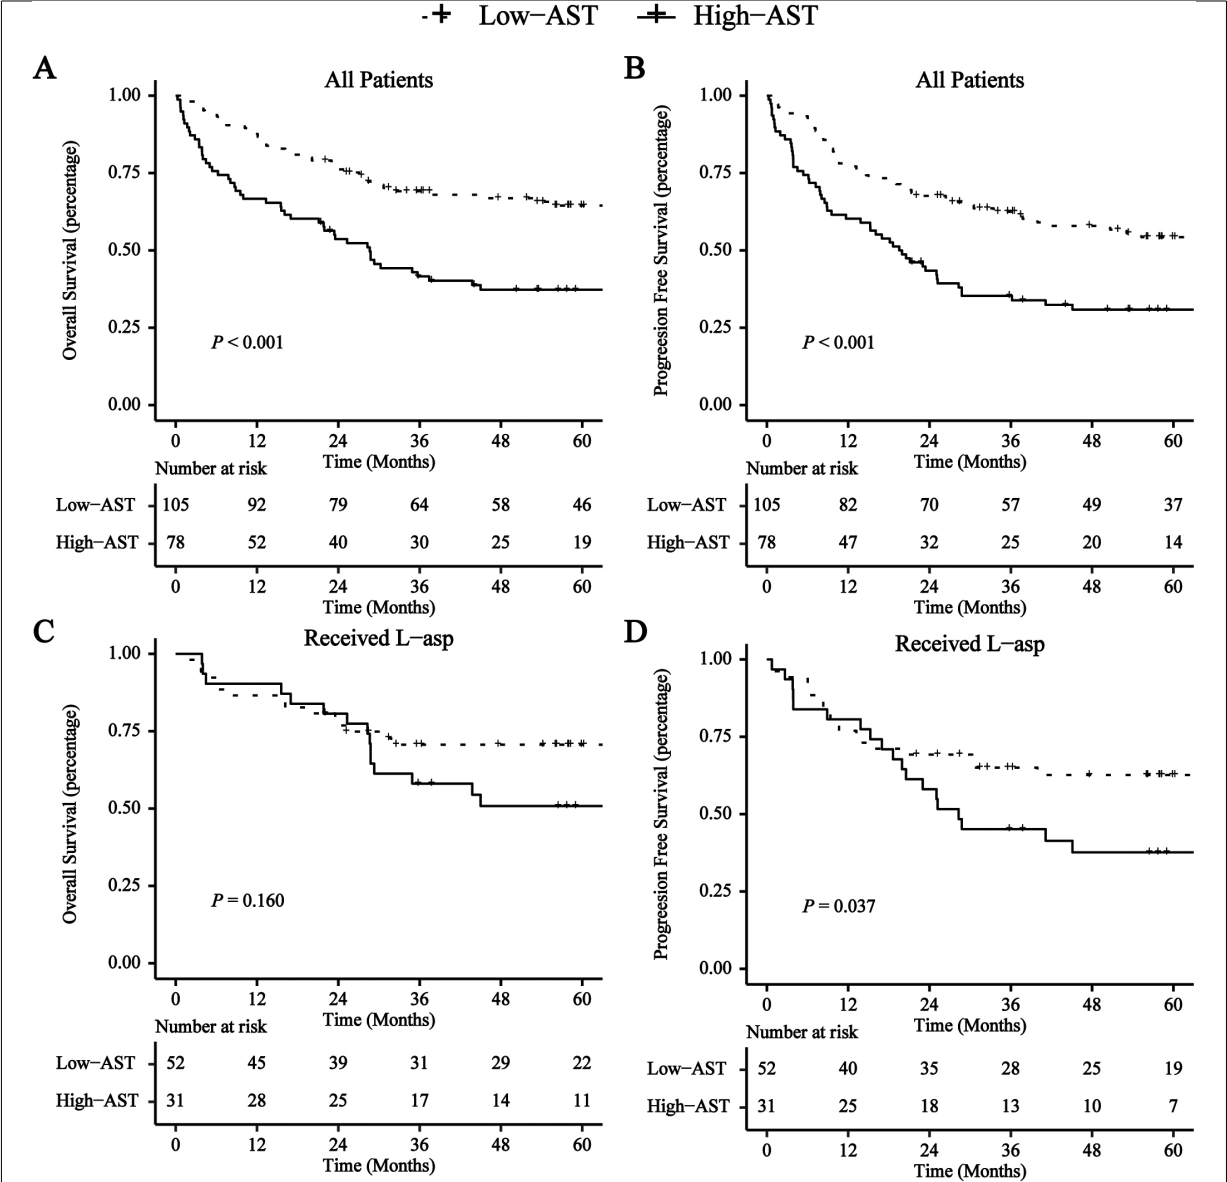 Low−AST High−AST
A
All Patients
Overall Survival (percentage)
1.00
0.75
0.50
0.25
0.00
P < 0.001
0 12 24 36 48 60
Time (Months)
Number at risk
Low−AST 105 92 79 64 58 46
High−AST 78 52 40 30 25 19
0 12 24 36 48 60
Time (Months)
B
All Patients
Progreesion Free Survival (percentage)
1.00
0.75
0.50
0.25
0.00
P < 0.001
0 12 24 36 48 60
Time (Months)
Number at risk
Low−AST 105 82 70 57 49 37
High−AST 78 47 32 25 20 14
0 12 24 36 48 60
Time (Months)
C
Received L−asp
Overall Survival (percentage)
1.00
0.75
0.50
0.25
0.00
P = 0.160
0 12 24 36 48 60
Time (Months)
Number at risk
Low−AST 52 45 39 31 29 22
High−AST 31 28 25 17 14 11
0 12 24 36 48 60
Time (Months)
D
Received L−asp
Progreesion Free Survival (percentage)
1.00
0.75
0.50
0.25
0.00
P = 0.037
0 12 24 36 48 60
Time (Months)
Number at risk
Low−AST 52 40 35 28 25 19
High−AST 31 25 18 13 10 7
0 12 24 36 48 60
Time (Months)